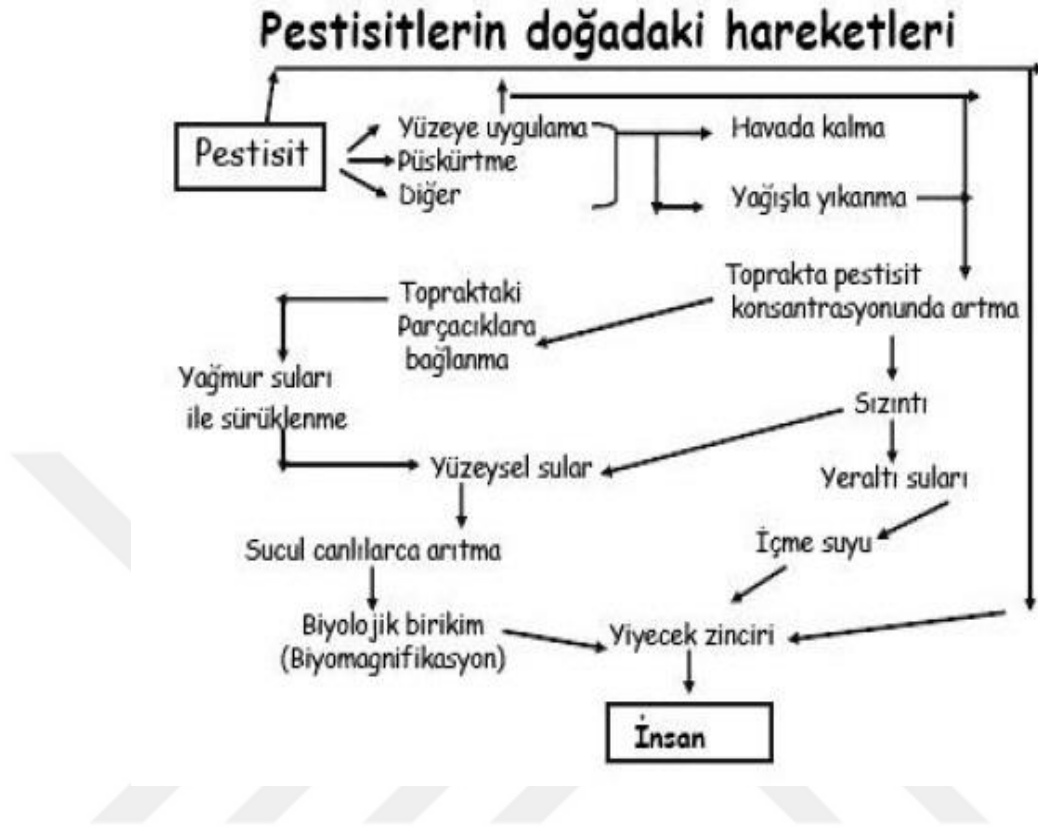 Pestisitlerin doğadaki hareketleri
Pestisit
Yüzeye uygulama
Püskürtme
Diğer
Havada kalma
Yağışla yıkanma
Toprakta pestisit
konsantrasyonunda artma
Topraktaki
Parçacıklara
bağlanma
Yağmur suları
ile sürüklenme
Sızıntı
Yüzeysel sular
Yeraltı suları
Sucul canlılarca arıtma
İçme suyu
Biyolojik birikim
(Biyomagnifikasyon)
Yiyecek zinciri
İnsan